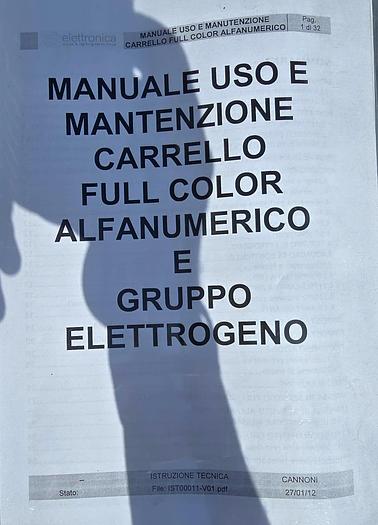 elettronica
MANUALE USO E MANUTENZIONE
CARRELLO FULL COLOR ALFANUMERICO
Pag.
1 di 32
MANUALE USO E
MANTENZIONE
CARRELLO
FULL COLOR
ALFANUMERICO
E
GRUPPO
ELETTROGENO
– ISTRUZIONE TECNICA CANNONI
Stato: File: IST00011-V01.pdf 27/01/12